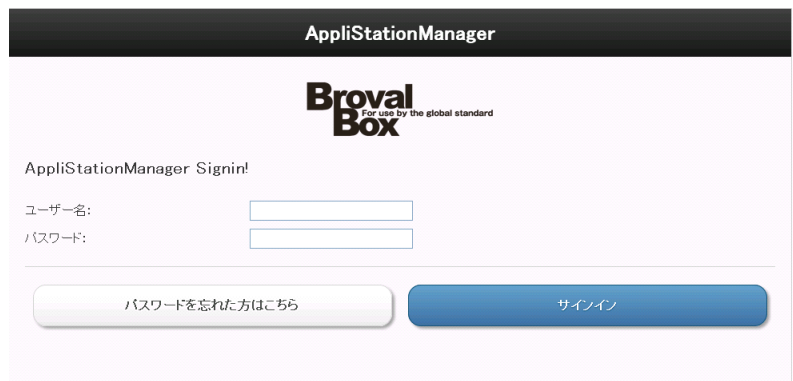 AppliStationManager
Broval
For use by the global standard
Box
AppliStationManager Signin!
ユーザー名:
パスワード:
パスワードを忘れた方はこちら
サインイン